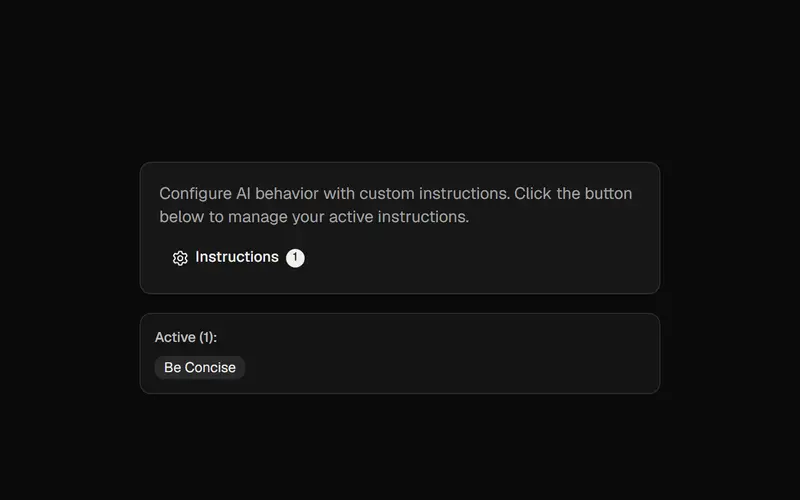 Configure AI behavior with custom instructions. Click the button
below to manage your active instructions.
Instructions 1
Active (1):
Be Concise